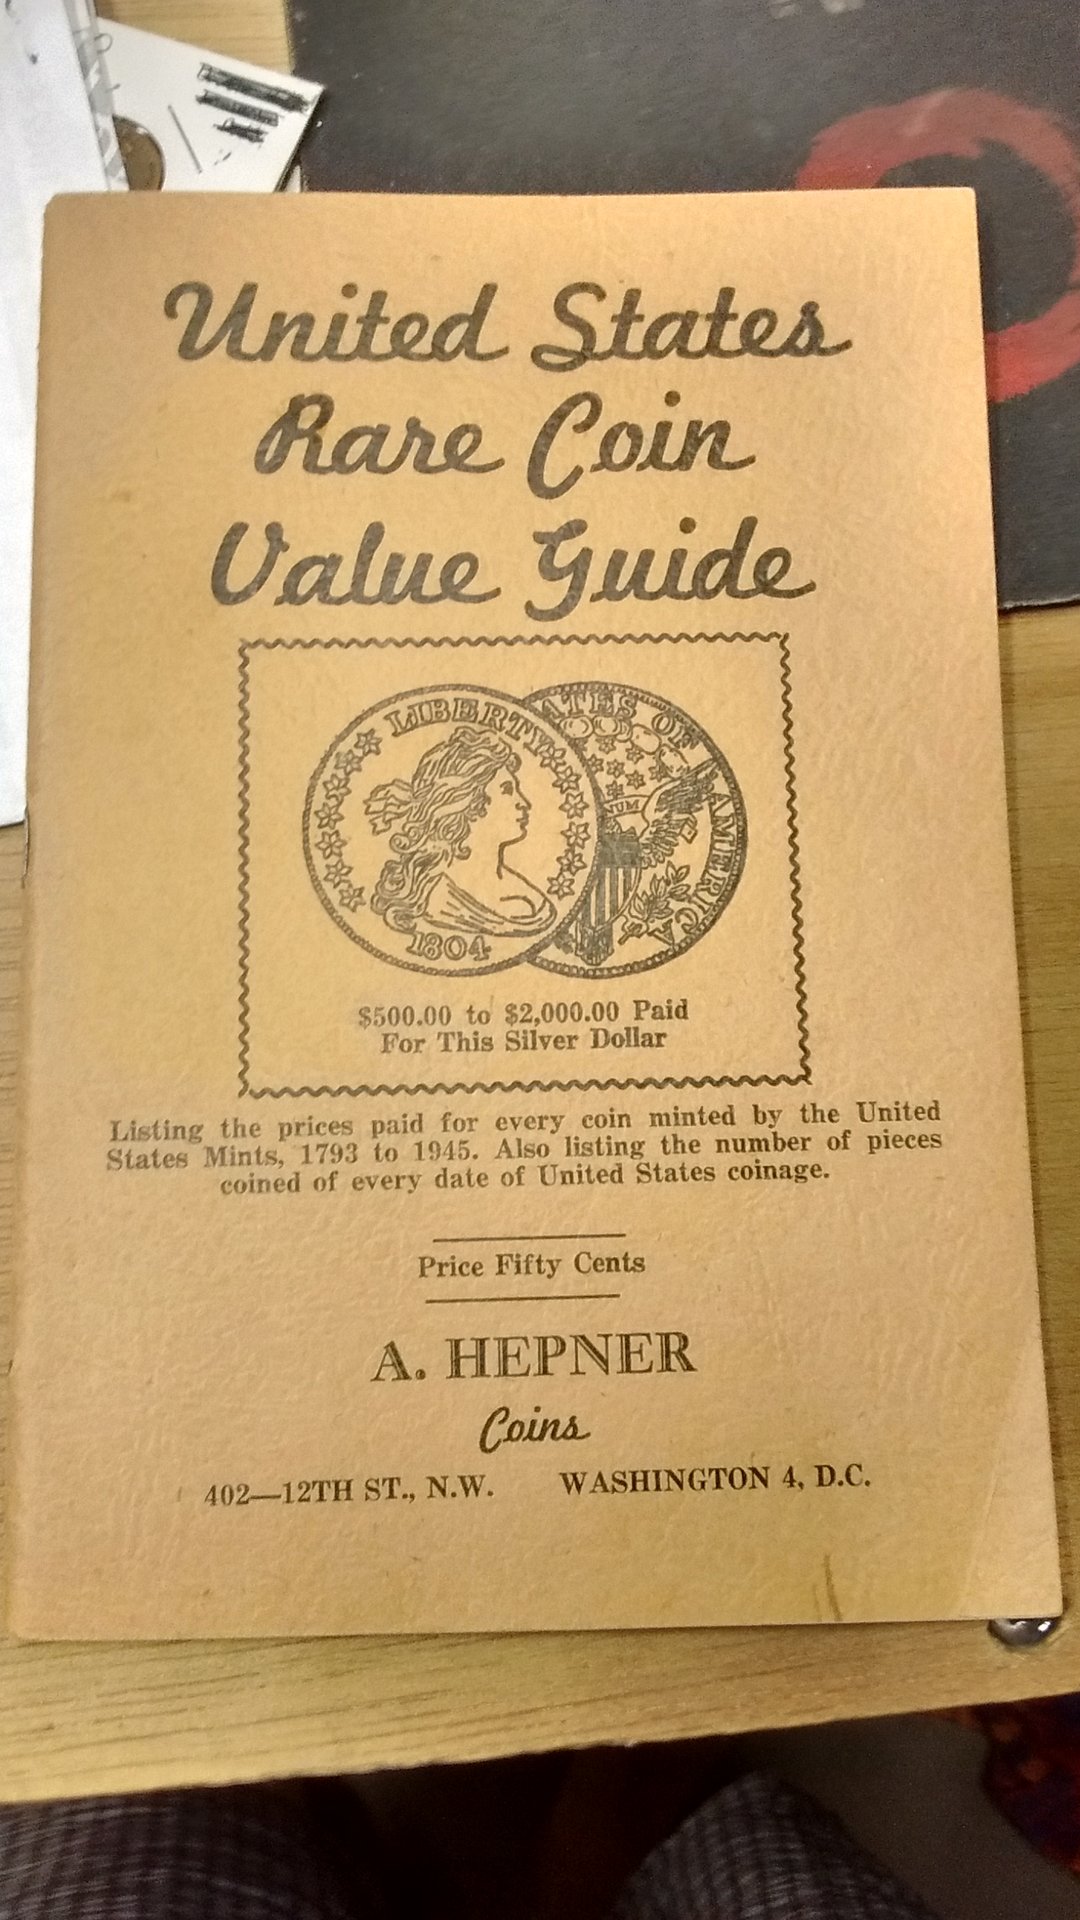 United States
Rare Coin
Value Guide
LIBERTY
ATES OF AMERICA
NUM
1804
$500.00 to $2,000.00 Paid
For This Silver Dollar
Listing the prices paid for every coin minted by the United
States Mints, 1793 to 1945. Also listing the number of pieces
coined of every date of United States coinage.
Price Fifty Cents
A. HEPNER
Coins
402—12TH ST., N.W. WASHINGTON 4, D.C.